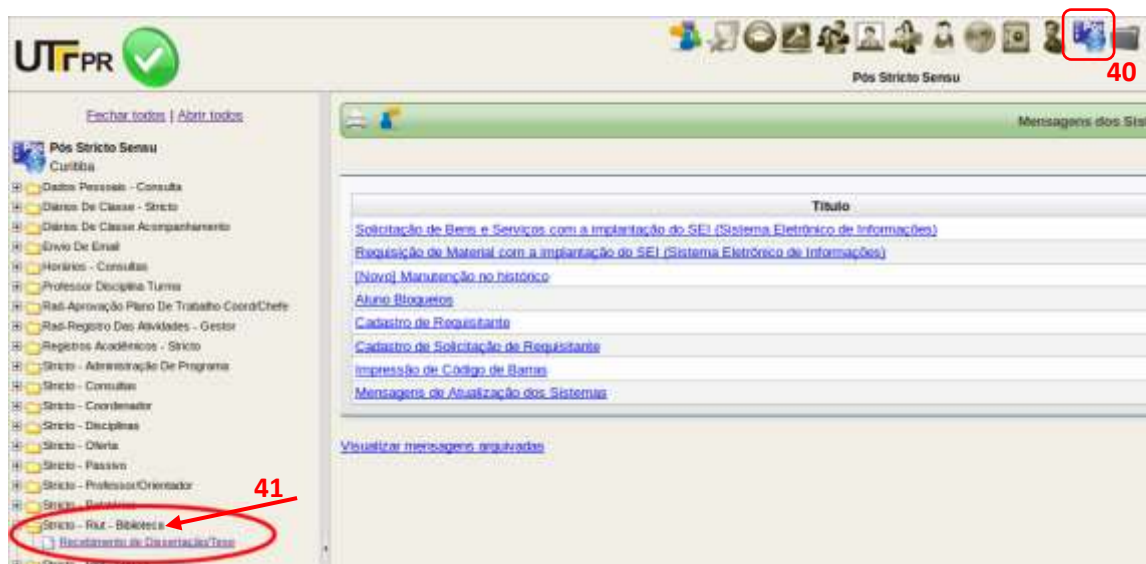 UTFPR
40
Pós Stricto Sensu
Fechar todos | Abrir todos
Mensagens dos Sis
Pós Stricto Sensu
Curitiba
Dados Pessoais - Consulta
Diários De Classe - Stricto
Diários De Classe Acompanhamento
Envio De Email
Horários - Consultas
Professor Disciplina Turma
Rad-Aprovação Plano De Trabalho Coord/Chefe
Rad-Registro Das Atividades - Gestor
Registros Acadêmicos - Stricto
Stricto - Administração De Programa
Stricto - Consultas
Stricto - Coordenador
Stricto - Disciplinas
Stricto - Oferta
Stricto - Passivo
Stricto - Professor/Orientador
Stricto - Relatórios
41
Stricto - Riut - Biblioteca
Recebimento de Dissertação/Tese
Título
Solicitação de Bens e Serviços com a implantação do SEI (Sistema Eletrônico de Informações)
Requisição de Material com a implantação do SEI (Sistema Eletrônico de Informações)
[Novo] Manutenção no histórico
Aluno Bloqueios
Cadastro de Requisitante
Cadastro de Solicitação de Requisitante
Impressão de Código de Barras
Mensagens de Atualização dos Sistemas
Visualizar mensagens arquivadas